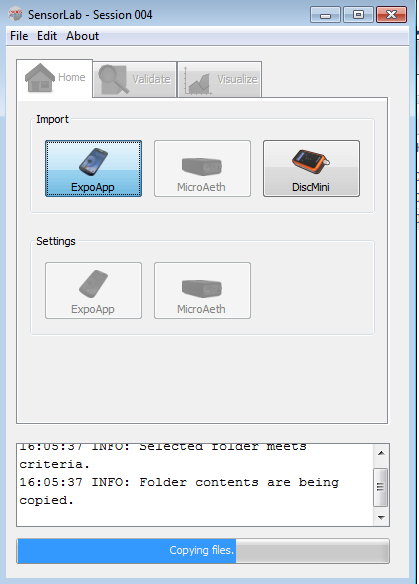 SensorLab - Session 004
File Edit About
Home Validate Visualize
Import
ExpoApp MicroAeth DiscMini
Settings
ExpoApp MicroAeth
16:05:37 INFO: Selected folder meets
criteria.
16:05:37 INFO: Folder contents are being
copied.
Copying files.